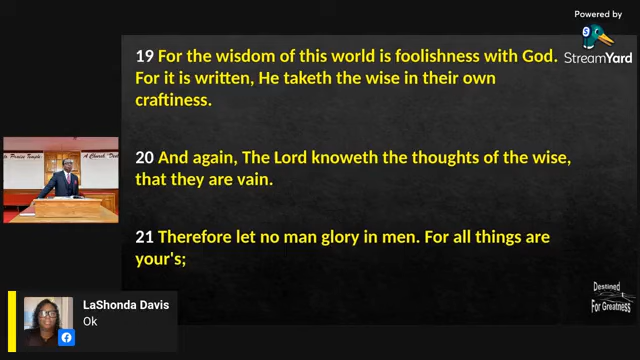 Powered by
StreamYard
19 For the wisdom of this world is foolishness with God.
For it is written, He taketh the wise in their own
craftiness.
20 And again, The Lord knoweth the thoughts of the wise,
that they are vain.
21 Therefore let no man glory in men. For all things are
your's;
LaShonda Davis
Ok
Destined
For Greatness